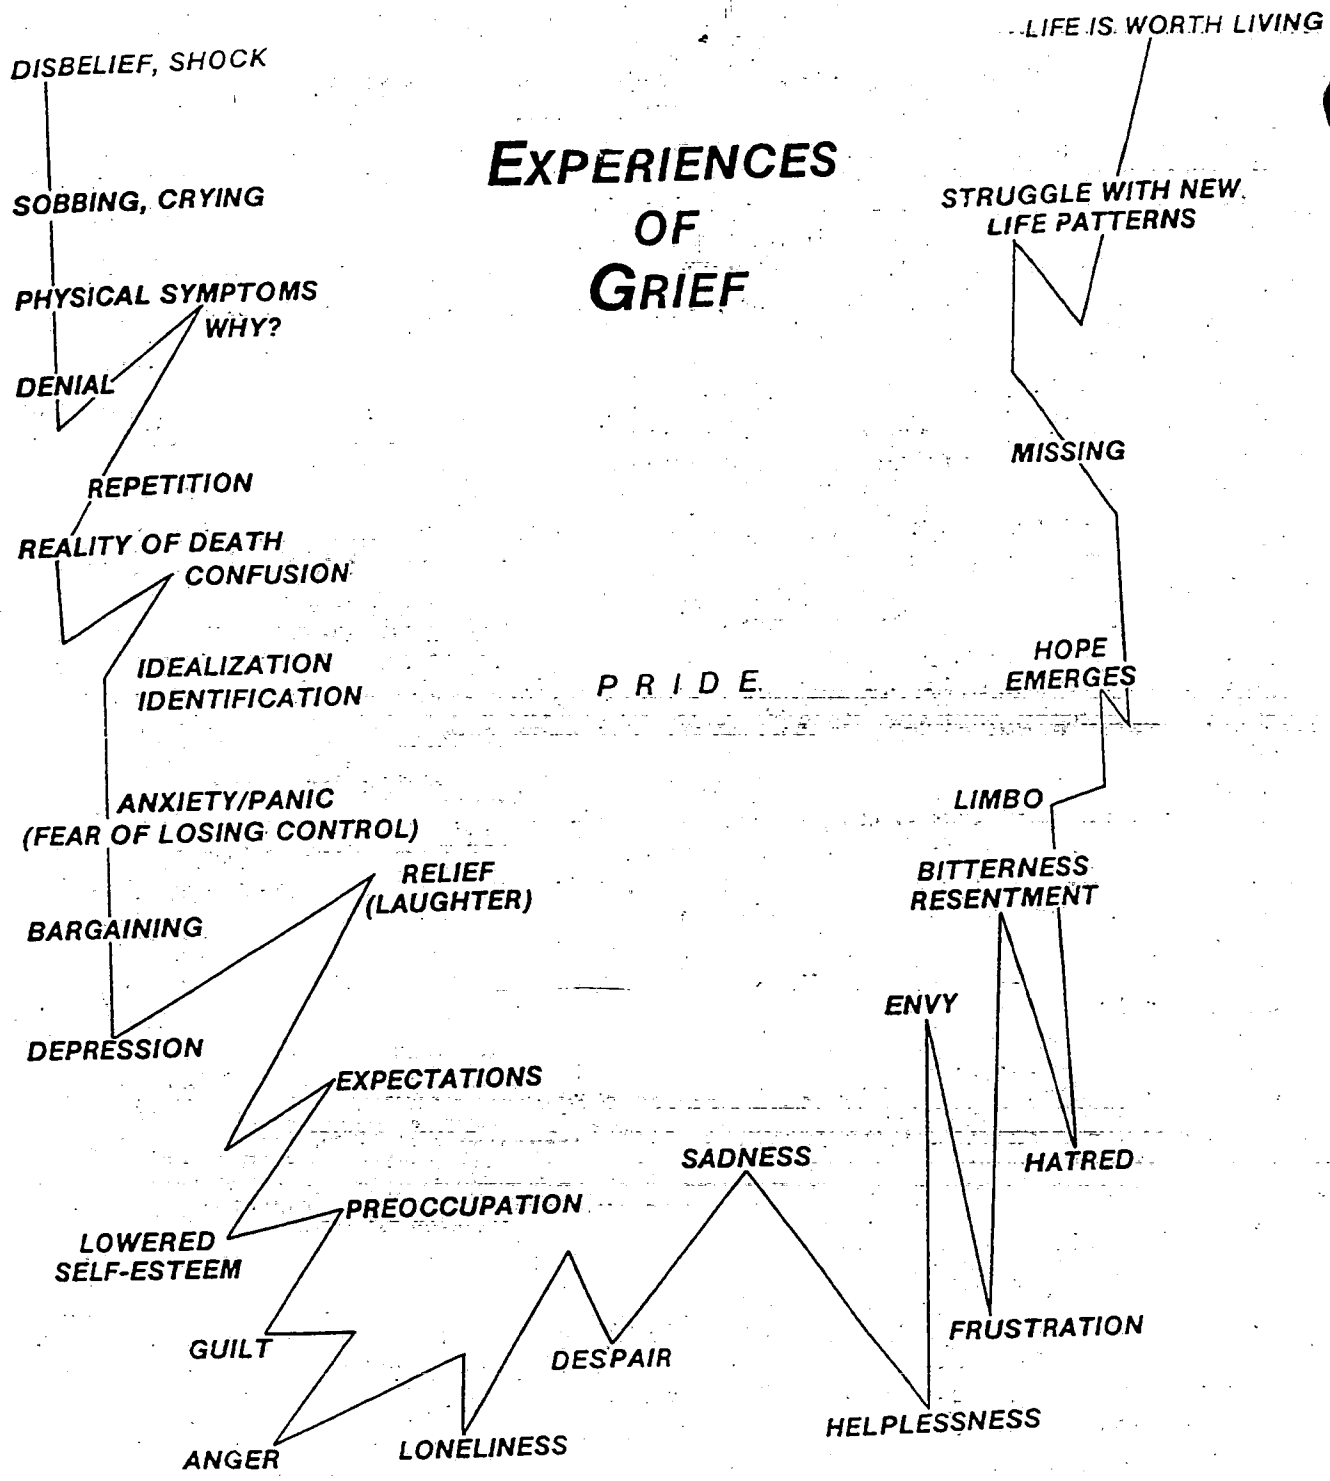 EXPERIENCES
OF
GRIEF
DISBELIEF, SHOCK
SOBBING, CRYING
PHYSICAL SYMPTOMS
WHY?
DENIAL
REPETITION
REALITY OF DEATH
CONFUSION
IDEALIZATION
IDENTIFICATION
ANXIETY/PANIC
(FEAR OF LOSING CONTROL)
RELIEF
(LAUGHTER)
BARGAINING
DEPRESSION
EXPECTATIONS
PREOCCUPATION
LOWERED
SELF-ESTEEM
GUILT
ANGER
LONELINESS
DESPAIR
SADNESS
HELPLESSNESS
ENVY
FRUSTRATION
BITTERNESS
RESENTMENT
HATRED
LIMBO
HOPE
EMERGES
MISSING
STRUGGLE WITH NEW
LIFE PATTERNS
LIFE IS WORTH LIVING
PRIDE